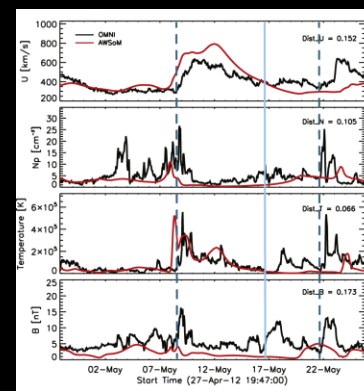 1000
800
600
400
200
U [km/s]
OMNI
AWSoM
Dist_U = 0.152
25
20
15
10
5
0
Np [cm⁻³]
Dist_N = 0.105
6×10⁵
4×10⁵
2×10⁵
0
Temperature [K]
Dist_T = 0.066
20
15
10
5
0
B [nT]
Dist_B = 0.173
02-May 07-May 12-May 17-May 22-May
Start Time (27-Apr-12 19:47:00)